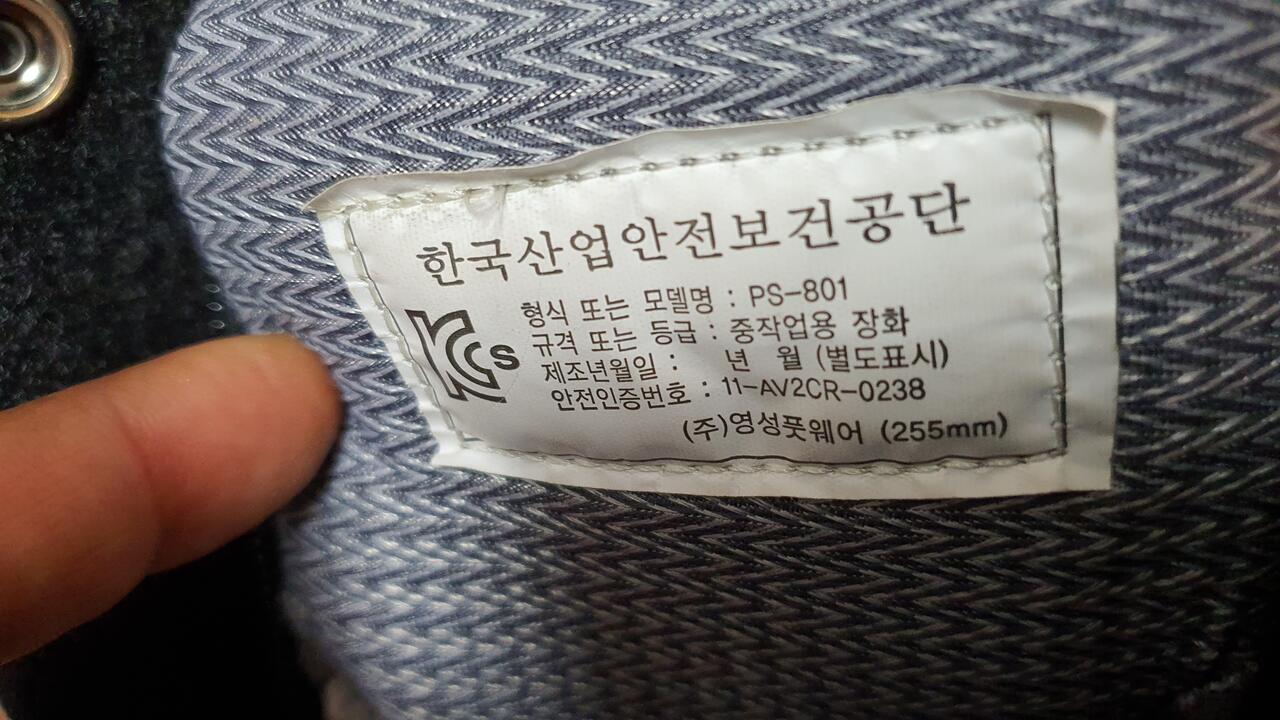 한국산업안전보건공단
형식 또는 모델명 : PS-801
규격 또는 등급 : 중작업용 장화
제조년월일 : 년 월 (별도표시)
안전인증번호 : 11-AV2CR-0238
(주)영성풋웨어 (255mm)
KCs